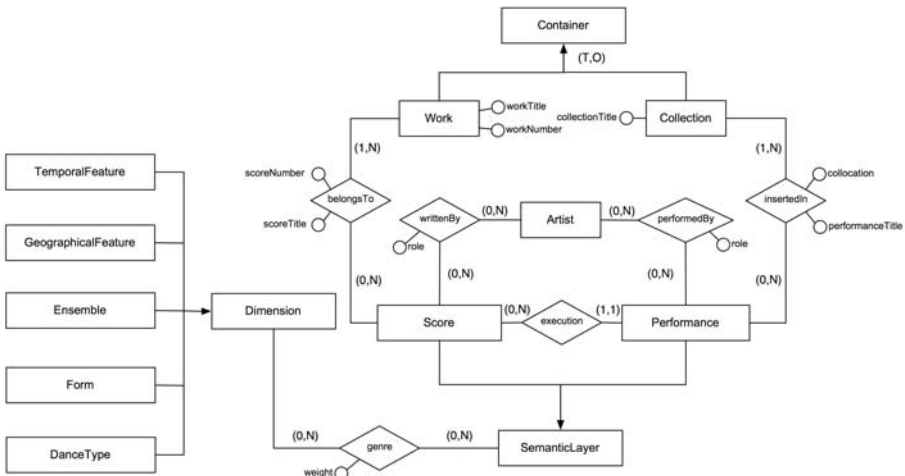 Container
(T,O)
Work
workTitle
workNumber
collectionTitle
Collection
(1,N)
(1,N)
TemporalFeature
scoreNumber
belongsTo
scoreTitle
writtenBy
role
(0,N)
Artist
(0,N)
performedBy
role
insertedIn
collocation
performanceTitle
GeographicalFeature
(0,N)
(0,N)
(0,N)
(0,N)
Ensemble
Dimension
Score
(0,N)
execution
(1,1)
Performance
Form
DanceType
(0,N)
genre
(0,N)
weight
SemanticLayer